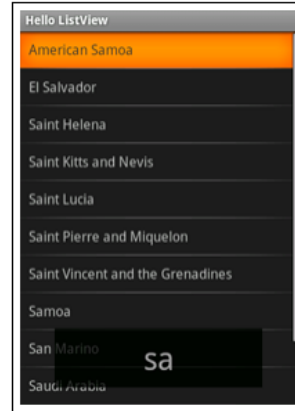 Hello ListView
American Samoa
El Salvador
Saint Helena
Saint Kitts and Nevis
Saint Lucia
Saint Pierre and Miquelon
Saint Vincent and the Grenadines
Samoa
San Marino
sa
Saudi Arabia